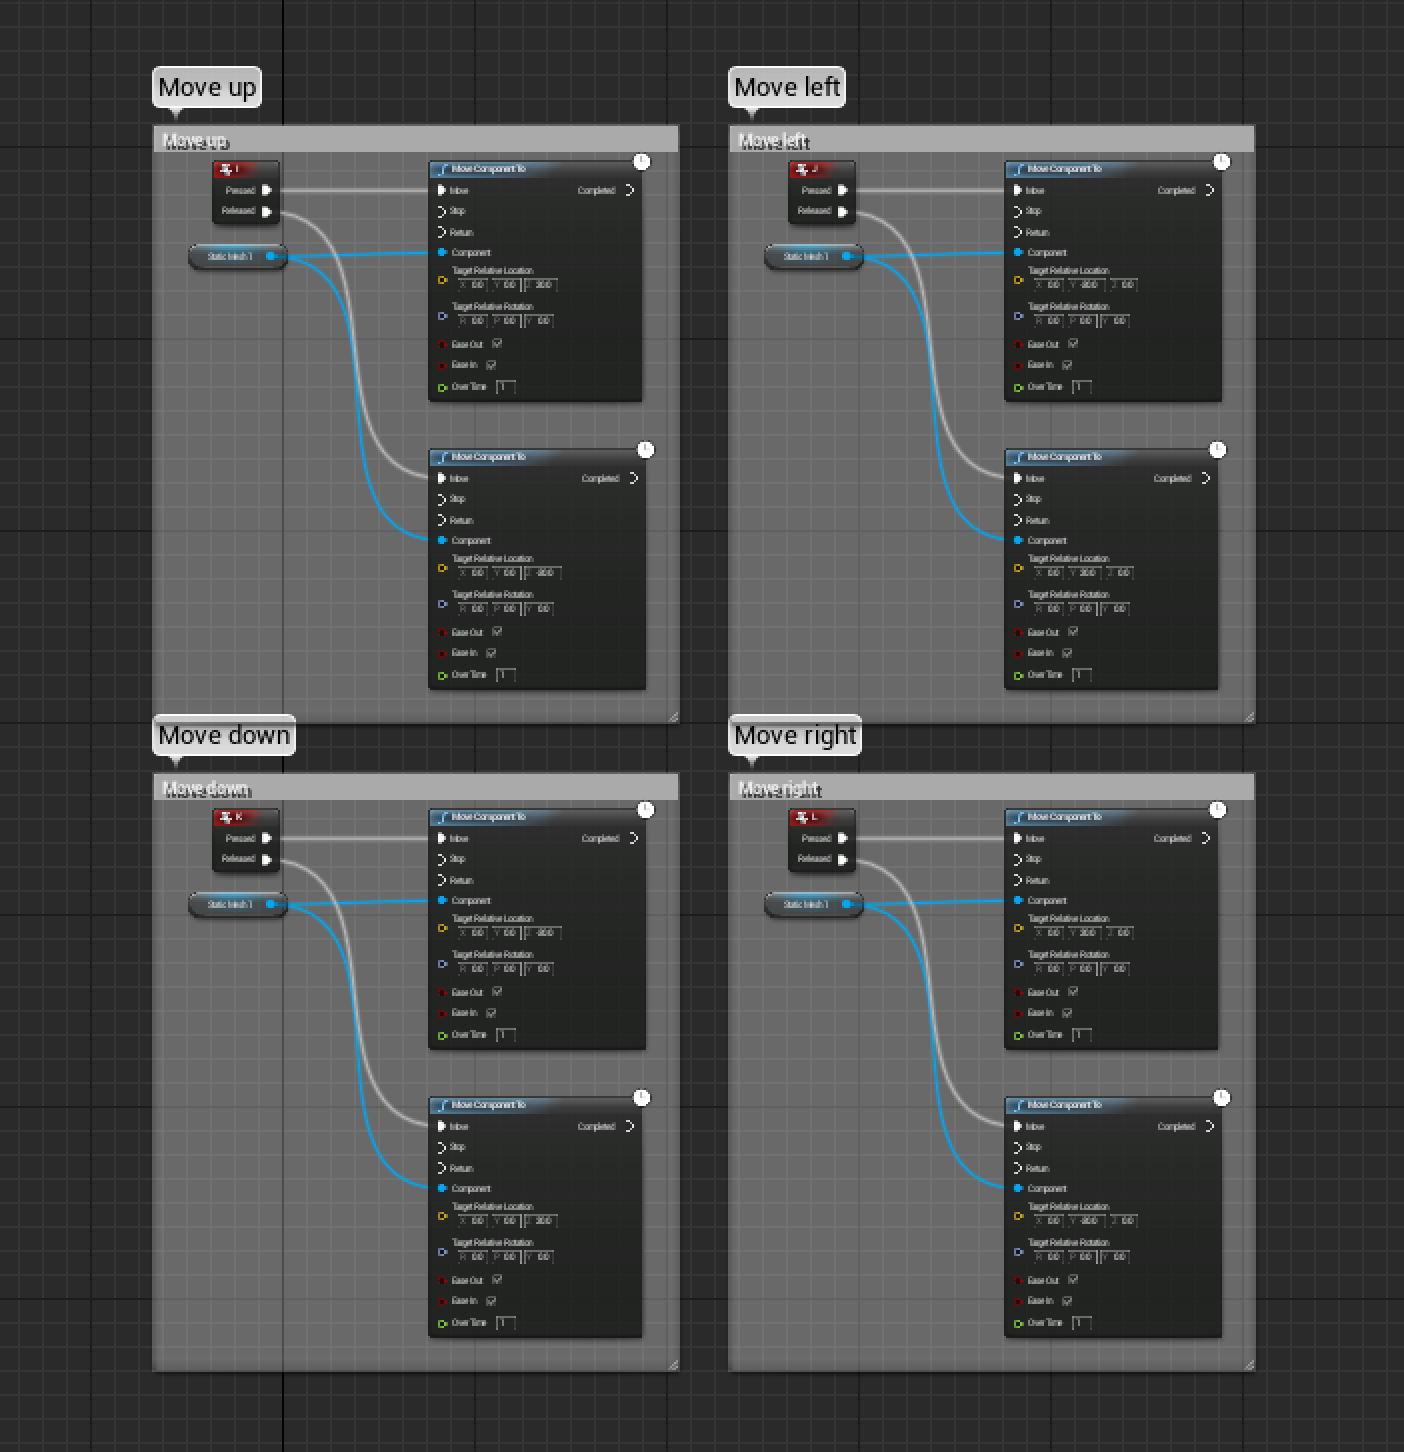 Move up
Move up
I
Pressed
Released
Static Mesh 1
Move Component To
Move
Completed
Stop
Return
Component
Target Relative Location
X 0.0 Y 0.0 Z 30.0
Target Relative Rotation
R 0.0 P 0.0 Y 0.0
Ease Out
Ease In
Over Time 1
Move Component To
Move
Completed
Stop
Return
Component
Target Relative Location
X 0.0 Y 0.0 Z -30.0
Target Relative Rotation
R 0.0 P 0.0 Y 0.0
Ease Out
Ease In
Over Time 1
Move left
Move left
J
Pressed
Released
Static Mesh 1
Move Component To
Move
Completed
Stop
Return
Component
Target Relative Location
X 0.0 Y -30.0 Z 0.0
Target Relative Rotation
R 0.0 P 0.0 Y 0.0
Ease Out
Ease In
Over Time 1
Move Component To
Move
Completed
Stop
Return
Component
Target Relative Location
X 0.0 Y 30.0 Z 0.0
Target Relative Rotation
R 0.0 P 0.0 Y 0.0
Ease Out
Ease In
Over Time 1
Move down
Move down
K
Pressed
Released
Static Mesh 1
Move Component To
Move
Completed
Stop
Return
Component
Target Relative Location
X 0.0 Y 0.0 Z -30.0
Target Relative Rotation
R 0.0 P 0.0 Y 0.0
Ease Out
Ease In
Over Time 1
Move Component To
Move
Completed
Stop
Return
Component
Target Relative Location
X 0.0 Y 0.0 Z 30.0
Target Relative Rotation
R 0.0 P 0.0 Y 0.0
Ease Out
Ease In
Over Time 1
Move right
Move right
L
Pressed
Released
Static Mesh 1
Move Component To
Move
Completed
Stop
Return
Component
Target Relative Location
X 0.0 Y 30.0 Z 0.0
Target Relative Rotation
R 0.0 P 0.0 Y 0.0
Ease Out
Ease In
Over Time 1
Move Component To
Move
Completed
Stop
Return
Component
Target Relative Location
X 0.0 Y -30.0 Z 0.0
Target Relative Rotation
R 0.0 P 0.0 Y 0.0
Ease Out
Ease In
Over Time 1